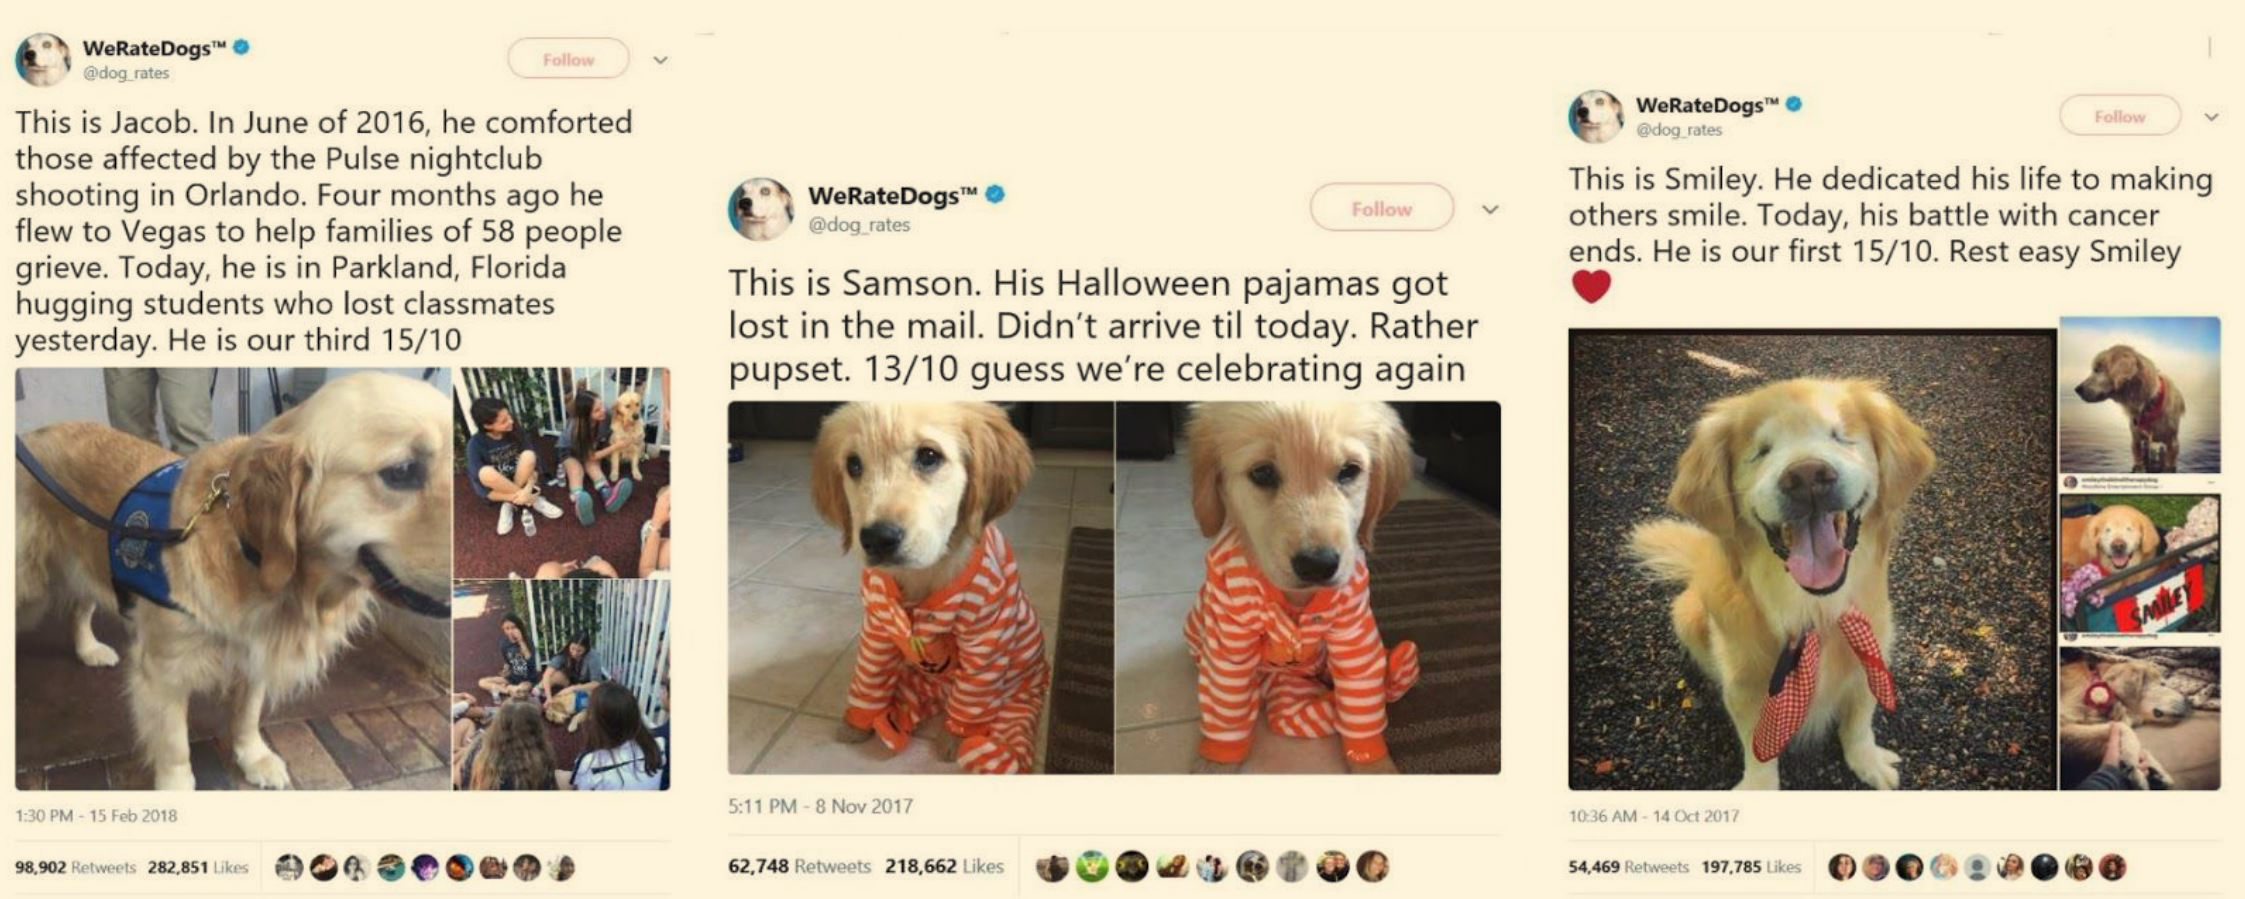 WeRateDogs™
@dog_rates
Follow
This is Jacob. In June of 2016, he comforted
those affected by the Pulse nightclub
shooting in Orlando. Four months ago he
flew to Vegas to help families of 58 people
grieve. Today, he is in Parkland, Florida
hugging students who lost classmates
yesterday. He is our third 15/10
1:30 PM - 15 Feb 2018
98,902 Retweets 282,851 Likes
WeRateDogs™
@dog_rates
Follow
This is Samson. His Halloween pajamas got
lost in the mail. Didn't arrive til today. Rather
pupset. 13/10 guess we're celebrating again
5:11 PM - 8 Nov 2017
62,748 Retweets 218,662 Likes
WeRateDogs™
@dog_rates
Follow
This is Smiley. He dedicated his life to making
others smile. Today, his battle with cancer
ends. He is our first 15/10. Rest easy Smiley
❤
SMILEY
10:36 AM - 14 Oct 2017
54,469 Retweets 197,785 Likes